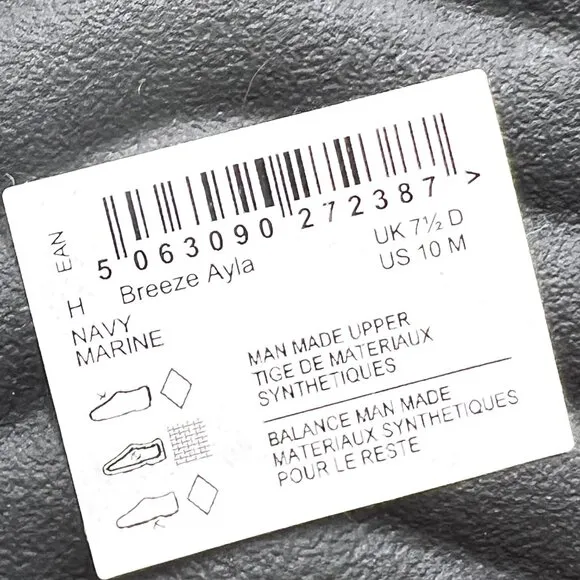 EAN
5 063090 272387 >
H Breeze Ayla
UK 7½ D
US 10 M
NAVY
MARINE
MAN MADE UPPER
TIGE DE MATERIAUX
SYNTHETIQUES
BALANCE MAN MADE
MATERIAUX SYNTHETIQUES
POUR LE RESTE